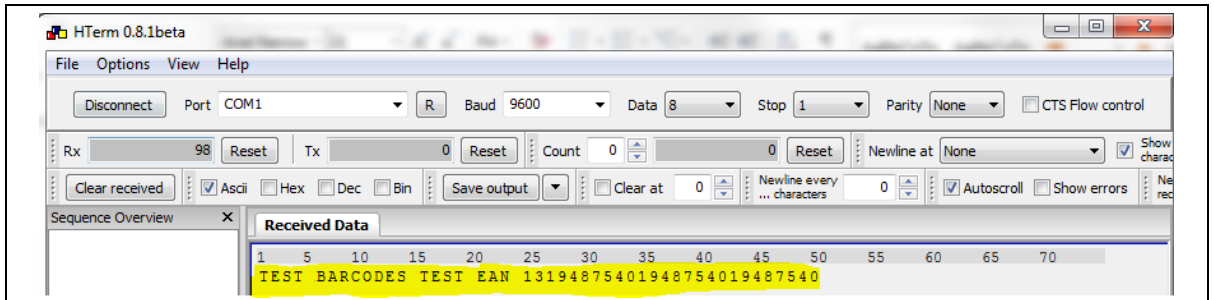 HTerm 0.8.1beta
File Options View Help
Disconnect Port COM1 R Baud 9600 Data 8 Stop 1 Parity None CTS Flow control
Rx 98 Reset Tx 0 Reset Count 0 0 Reset Newline at None Show
charac
Clear received Ascii Hex Dec Bin Save output Clear at 0 Newline every
... characters 0 Autoscroll Show errors Ne
rec
Sequence Overview X Received Data
1 5 10 15 20 25 30 35 40 45 50 55 60 65 70
TEST BARCODES TEST EAN 13194875401948754019487540